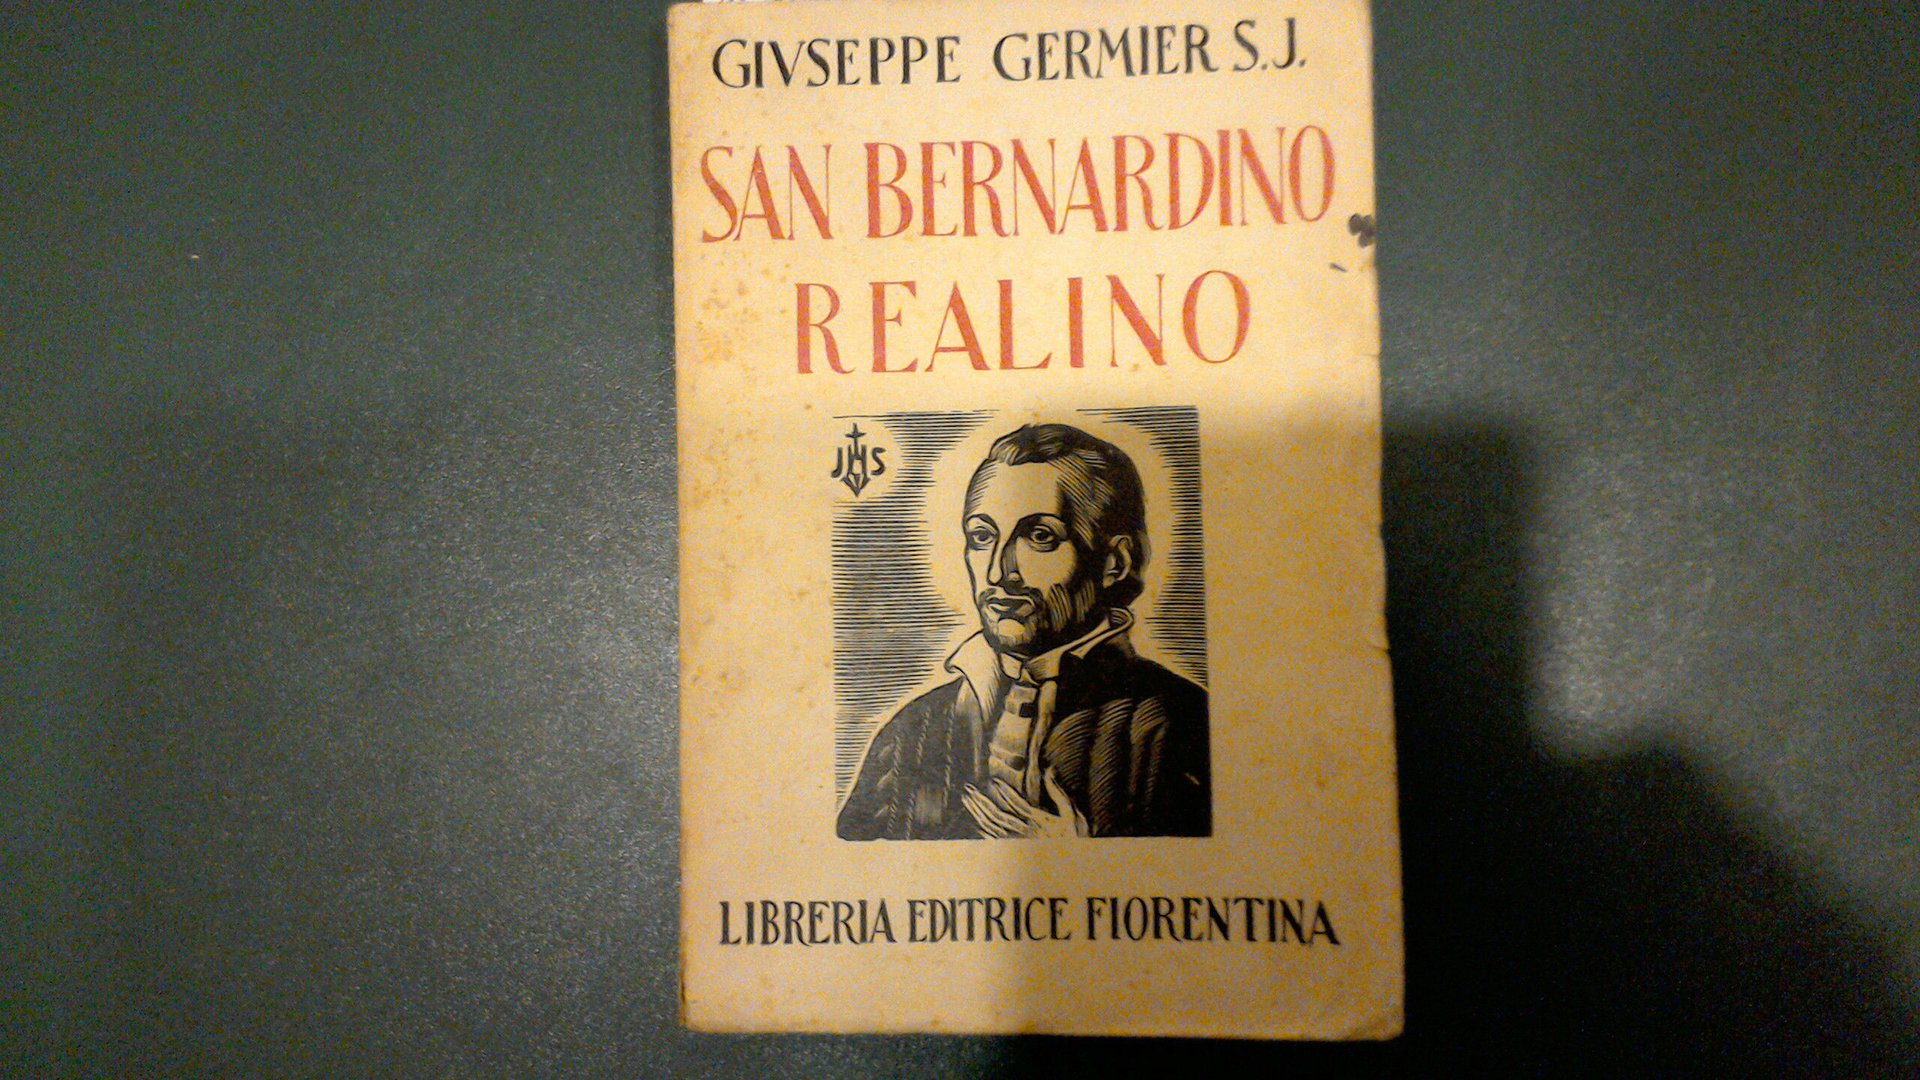 GIVSEPPE GERMIER S.J.
SAN BERNARDINO
REALINO
JHS
LIBRERIA EDITRICE FIORENTINA